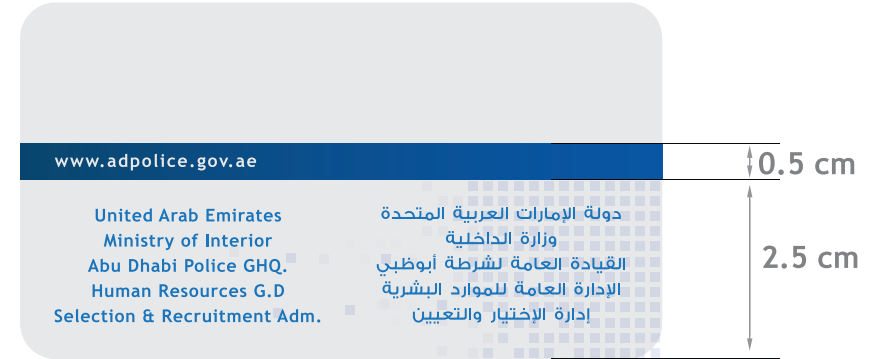 www.adpolice.gov.ae
0.5 cm
United Arab Emirates
Ministry of Interior
Abu Dhabi Police GHQ.
Human Resources G.D
Selection & Recruitment Adm.
دولة الإمارات العربية المتحدة
وزارة الداخلية
القيادة العامة لشرطة أبوظبي
الإدارة العامة للموارد البشرية
إدارة الإختيار والتعيين
2.5 cm